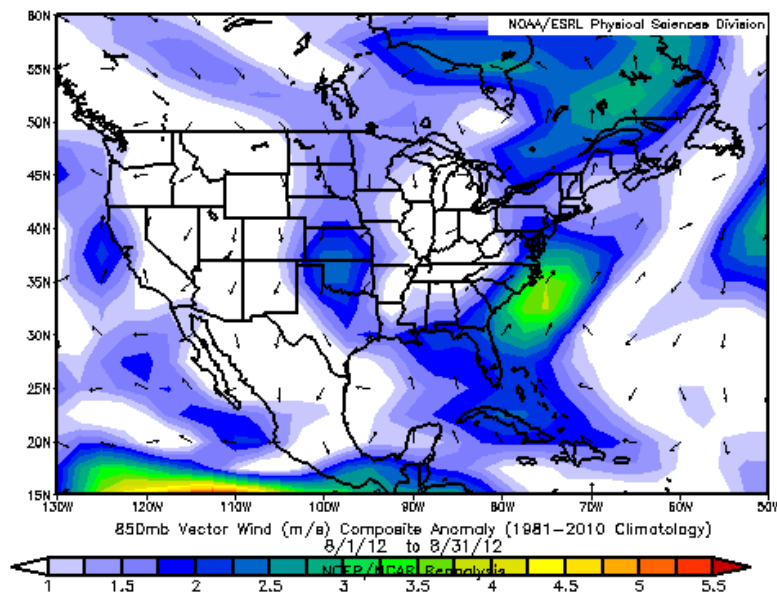 NOAA/ESRL Physical Sciences Division
60N
55N
50N
45N
40N
35N
30N
25N
20N
15N
130W 120W 110W 100W 90W 80W 70W 60W 50W
850mb Vector Wind (m/s) Composite Anomaly (1981-2010 Climatology)
8/1/12 to 8/31/12
NCEP/NCAR Reanalysis
1 1.5 2 2.5 3 3.5 4 4.5 5 5.5